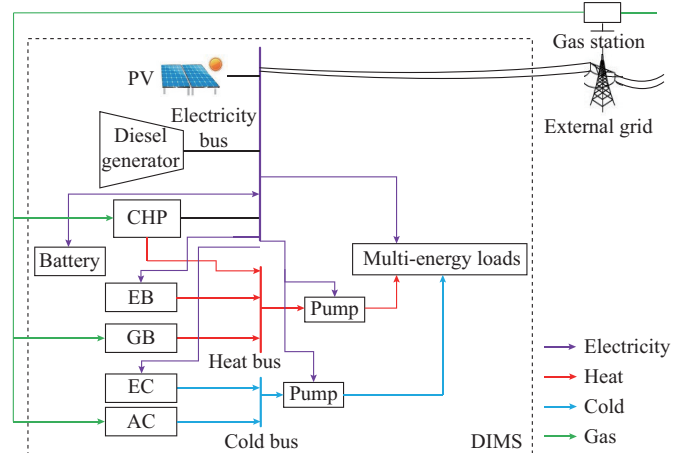 Gas station
PV
External grid
Electricity
bus
Diesel
generator
CHP
Battery
Multi-energy loads
EB
Pump
GB
Heat bus
Electricity
EC
Pump
Heat
AC
Cold
Cold bus
DIMS
Gas